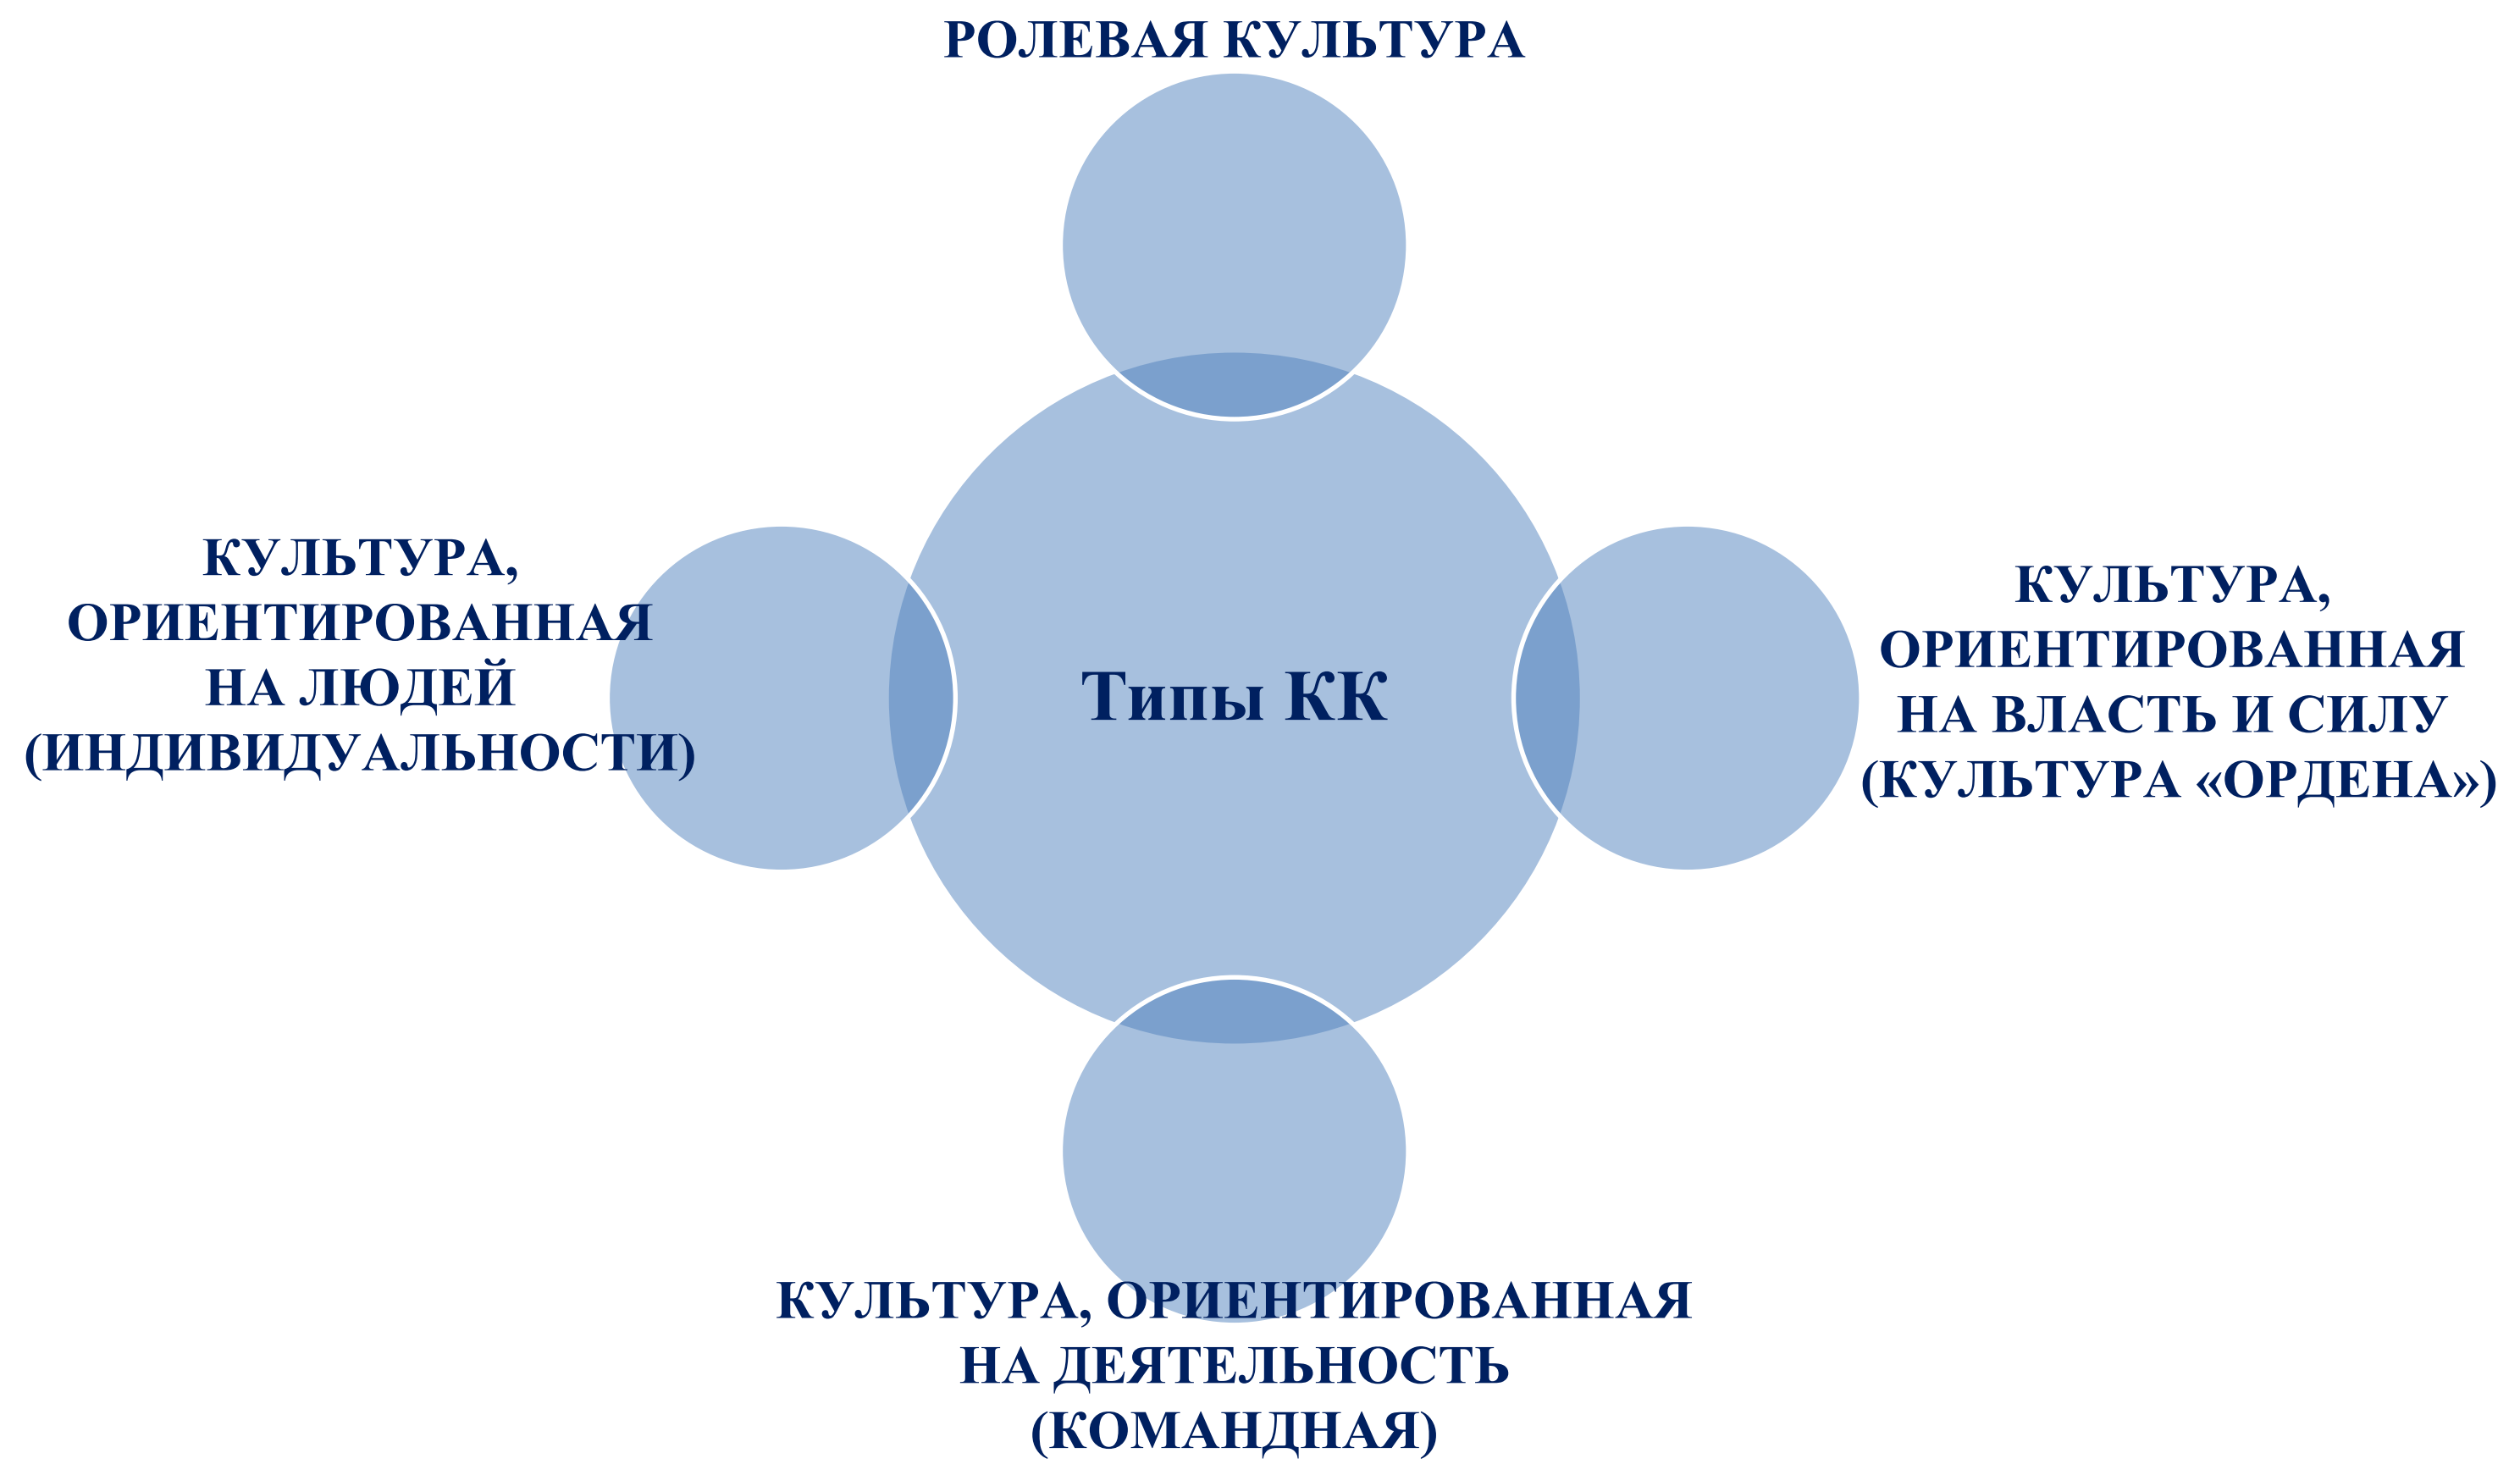 РОЛЕВАЯ КУЛЬТУРА
КУЛЬТУРА,
ОРИЕНТИРОВАННАЯ
НА ЛЮДЕЙ
(ИНДИВИДУАЛЬНОСТИ)
Типы КК
КУЛЬТУРА,
ОРИЕНТИРОВАННАЯ
НА ВЛАСТЬ И СИЛУ
(КУЛЬТУРА «ОРДЕНА»)
КУЛЬТУРА, ОРИЕНТИРОВАННАЯ
НА ДЕЯТЕЛЬНОСТЬ
(КОМАНДНАЯ)